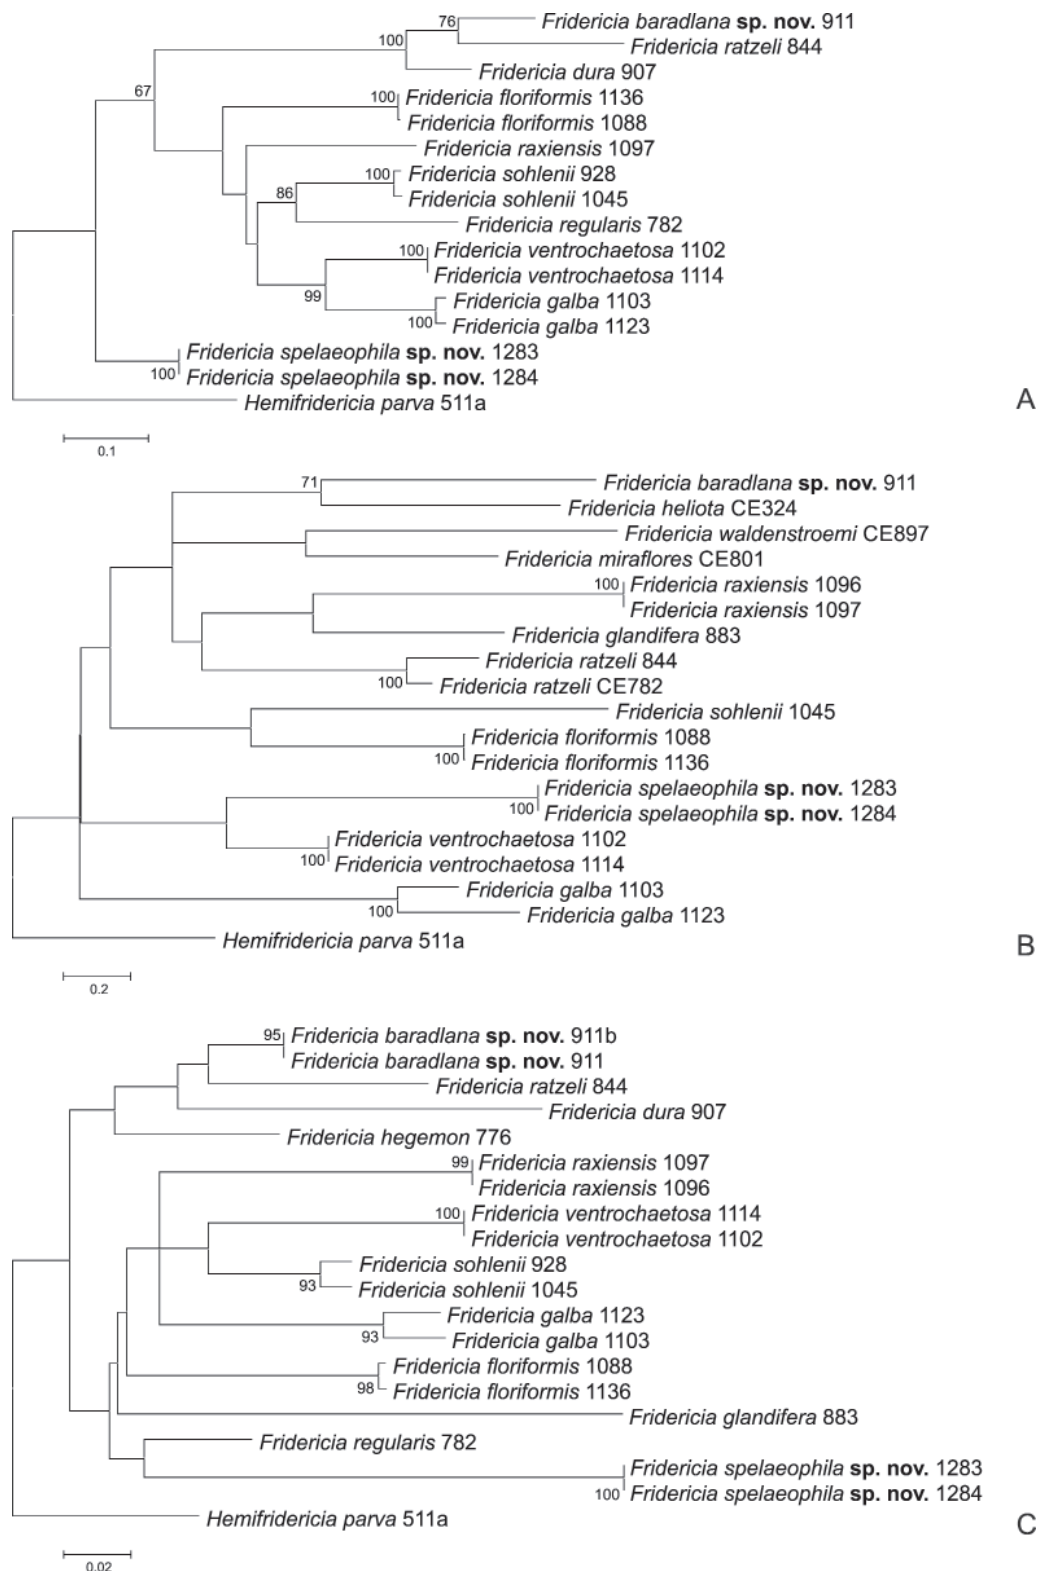 76
Fridericia baradlana sp. nov. 911
100
Fridericia ratzeli 844
Fridericia dura 907
67
100
Fridericia floriformis 1136
Fridericia floriformis 1088
Fridericia raxiensis 1097
100
Fridericia sohlenii 928
86
Fridericia sohlenii 1045
Fridericia regularis 782
100
Fridericia ventrochaetosa 1102
Fridericia ventrochaetosa 1114
99
Fridericia galba 1103
100
Fridericia galba 1123
Fridericia spelaeophila sp. nov. 1283
100
Fridericia spelaeophila sp. nov. 1284
Hemifridericia parva 511a
A
0.1
71
Fridericia baradlana sp. nov. 911
Fridericia heliota CE324
Fridericia waldenstroemi CE897
Fridericia miraflores CE801
100
Fridericia raxiensis 1096
Fridericia raxiensis 1097
Fridericia glandifera 883
Fridericia ratzeli 844
100
Fridericia ratzeli CE782
Fridericia sohlenii 1045
Fridericia floriformis 1088
100
Fridericia floriformis 1136
Fridericia spelaeophila sp. nov. 1283
100
Fridericia spelaeophila sp. nov. 1284
Fridericia ventrochaetosa 1102
100
Fridericia ventrochaetosa 1114
Fridericia galba 1103
100
Fridericia galba 1123
Hemifridericia parva 511a
B
0.2
95
Fridericia baradlana sp. nov. 911b
Fridericia baradlana sp. nov. 911
Fridericia ratzeli 844
Fridericia dura 907
Fridericia hegemon 776
99
Fridericia raxiensis 1097
Fridericia raxiensis 1096
100
Fridericia ventrochaetosa 1114
Fridericia ventrochaetosa 1102
Fridericia sohlenii 928
93
Fridericia sohlenii 1045
Fridericia galba 1123
93
Fridericia galba 1103
Fridericia floriformis 1088
98
Fridericia floriformis 1136
Fridericia glandifera 883
Fridericia regularis 782
Fridericia spelaeophila sp. nov. 1283
100
Fridericia spelaeophila sp. nov. 1284
Hemifridericia parva 511a
C
0.02